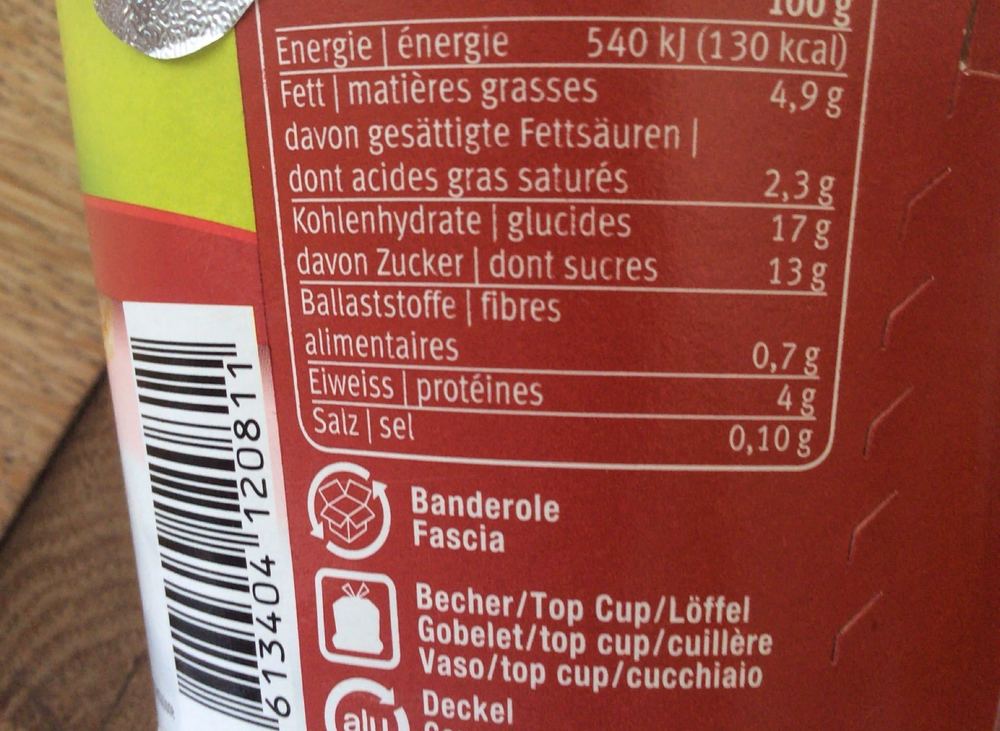 100 g
Energie | énergie 540 kJ (130 kcal)
Fett | matières grasses 4,9 g
davon gesättigte Fettsäuren |
dont acides gras saturés 2,3 g
Kohlenhydrate | glucides 17 g
davon Zucker | dont sucres 13 g
Ballaststoffe | fibres
alimentaires 0,7 g
Eiweiss | protéines 4 g
Salz | sel 0,10 g
Banderole
Fascia
Becher/Top Cup/Löffel
Gobelet/top cup/cuillère
Vaso/top cup/cucchiaio
alu
Deckel
613404 120811